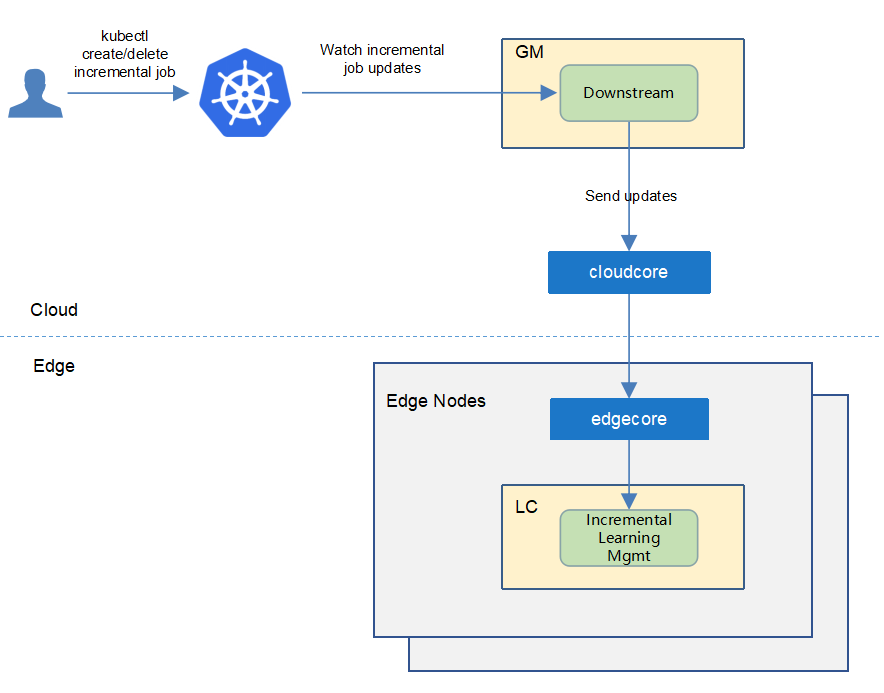 kubectl
create/delete
incremental job
Watch incremental
job updates
GM
Downstream
Send updates
cloudcore
Cloud
Edge
Edge Nodes
edgecore
LC
Incremental
Learning
Mgmt